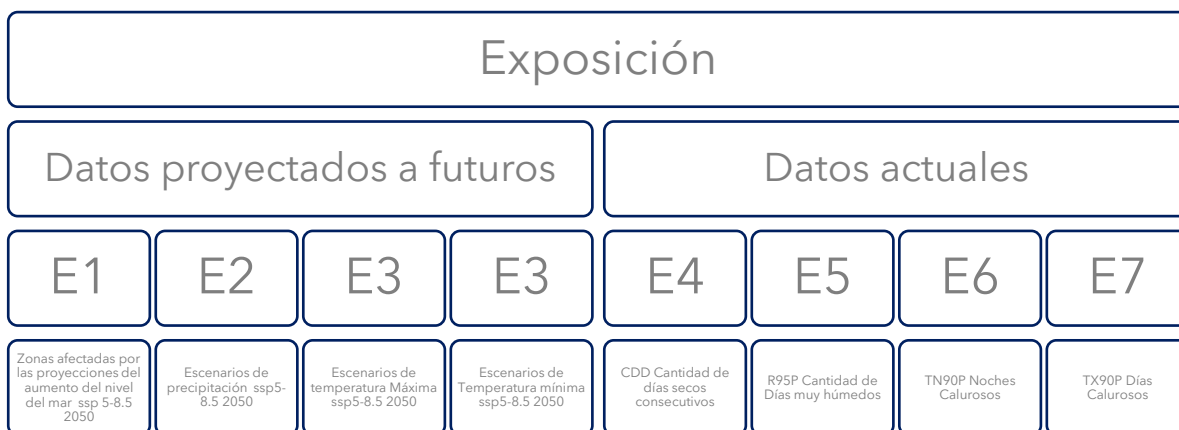 Exposición
Datos proyectados a futuros
Datos actuales
E1
E2
E3
E3
E4
E5
E6
E7
Zonas afectadas por
las proyecciones del
aumento del nivel
del mar ssp 5-8.5
2050
Escenarios de
precipitación ssp5-
8.5 2050
Escenarios de
temperatura Máxima
ssp5-8.5 2050
Escenarios de
Temperatura mínima
ssp5-8.5 2050
CDD Cantidad de
días secos
consecutivos
R95P Cantidad de
Días muy húmedos
TN90P Noches
Calurosos
TX90P Días
Calurosos